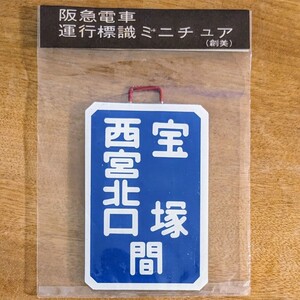 阪急電車
運行標識ミニチュア
(創美)
宝塚
西宮北口
間